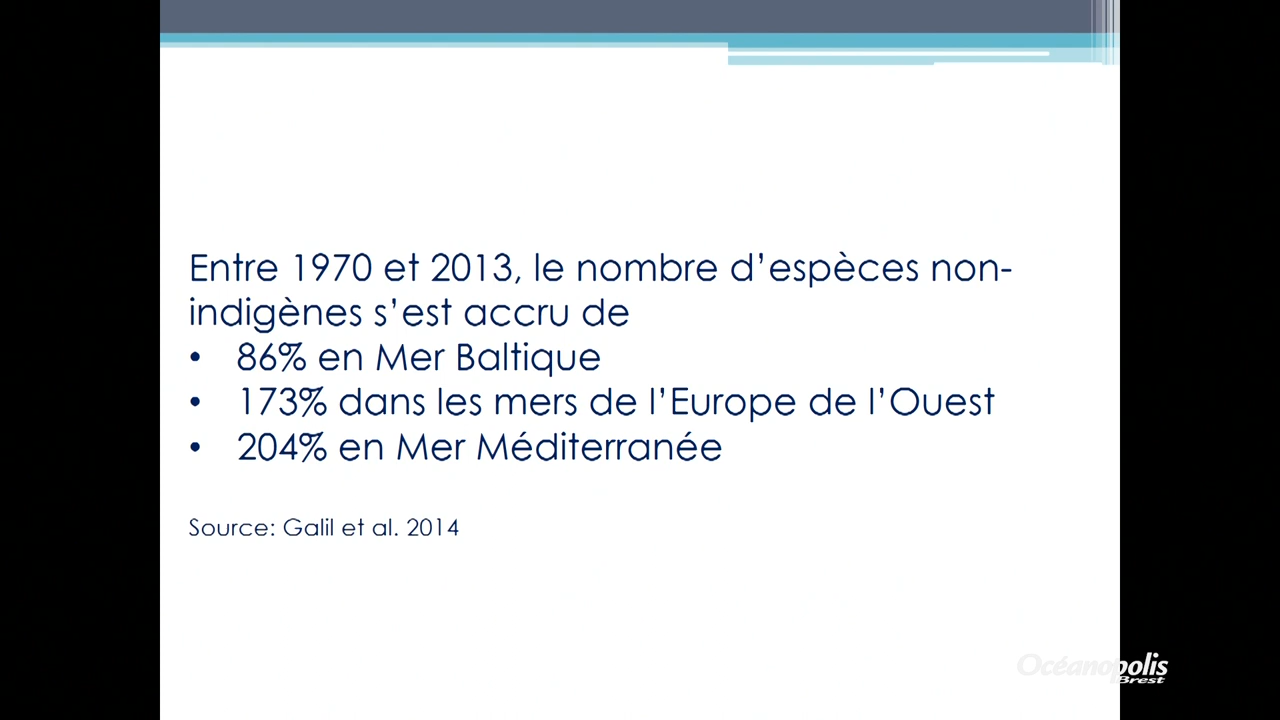 Entre 1970 et 2013, le nombre d’espèces non-
indigènes s’est accru de
• 86% en Mer Baltique
• 173% dans les mers de l’Europe de l’Ouest
• 204% en Mer Méditerranée
Source: Galil et al. 2014
Océanopolis
Brest